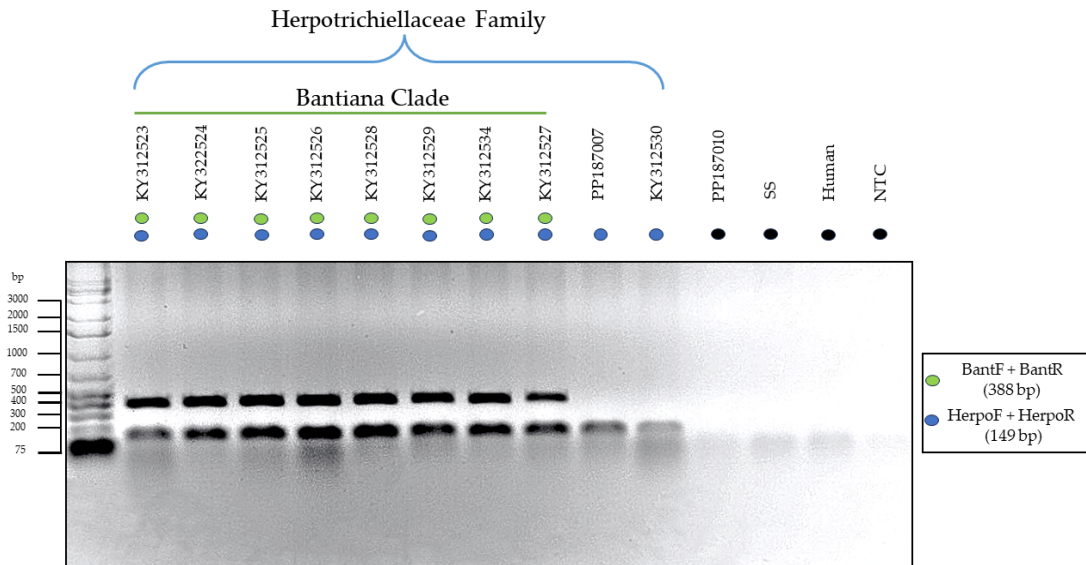 Herpotrichiellaceae Family
Bantiana Clade
KY312523
KY322524
KY312525
KY312526
KY312528
KY312529
KY312534
KY312527
PP187007
KY312530
PP187010
SS
Human
NTC
bp
3000
2000
1500
1000
700
500
400
300
200
75
BantF + BantR
(388 bp)
HerpoF + HerpoR
(149 bp)